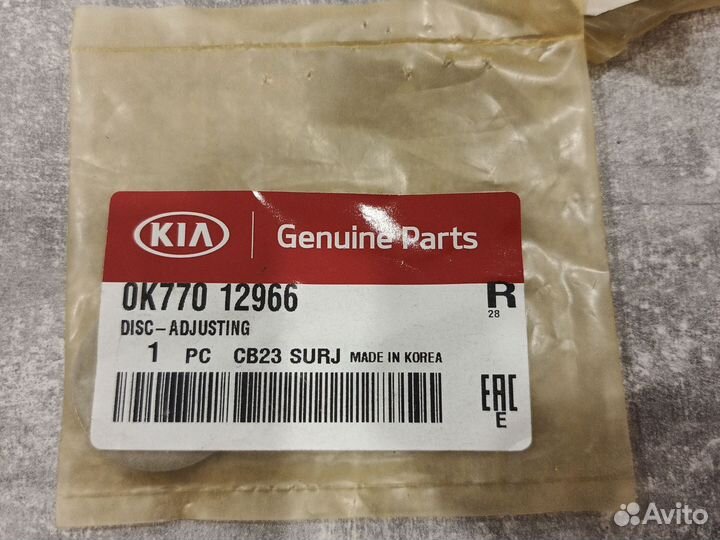 KIA Genuine Parts
0K770 12966 R
28
DISC-ADJUSTING
1 PC CB23 SURJ MADE IN KOREA
EAC
E
Avito